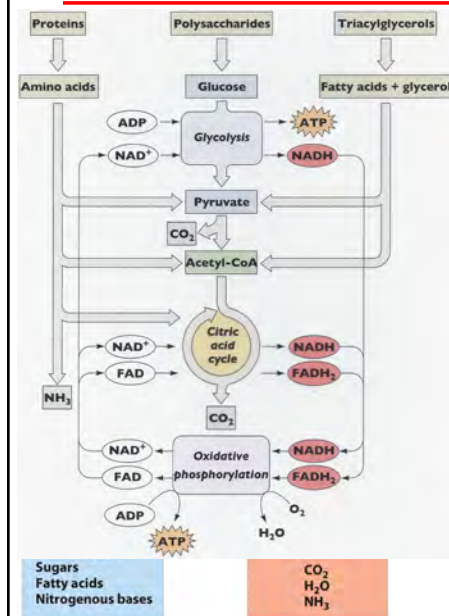 Proteins
Polysaccharides
Triacylglycerols
Amino acids
Glucose
Fatty acids + glycerol
ADP
ATP
Glycolysis
NAD⁺
NADH
Pyruvate
CO₂
Acetyl-CoA
Citric
acid
cycle
NAD⁺
NADH
FAD
FADH₂
NH₃
CO₂
NAD⁺
Oxidative
phosphorylation
NADH
FAD
FADH₂
ADP
O₂
ATP
H₂O
Sugars
Fatty acids
Nitrogenous bases
CO₂
H₂O
NH₃